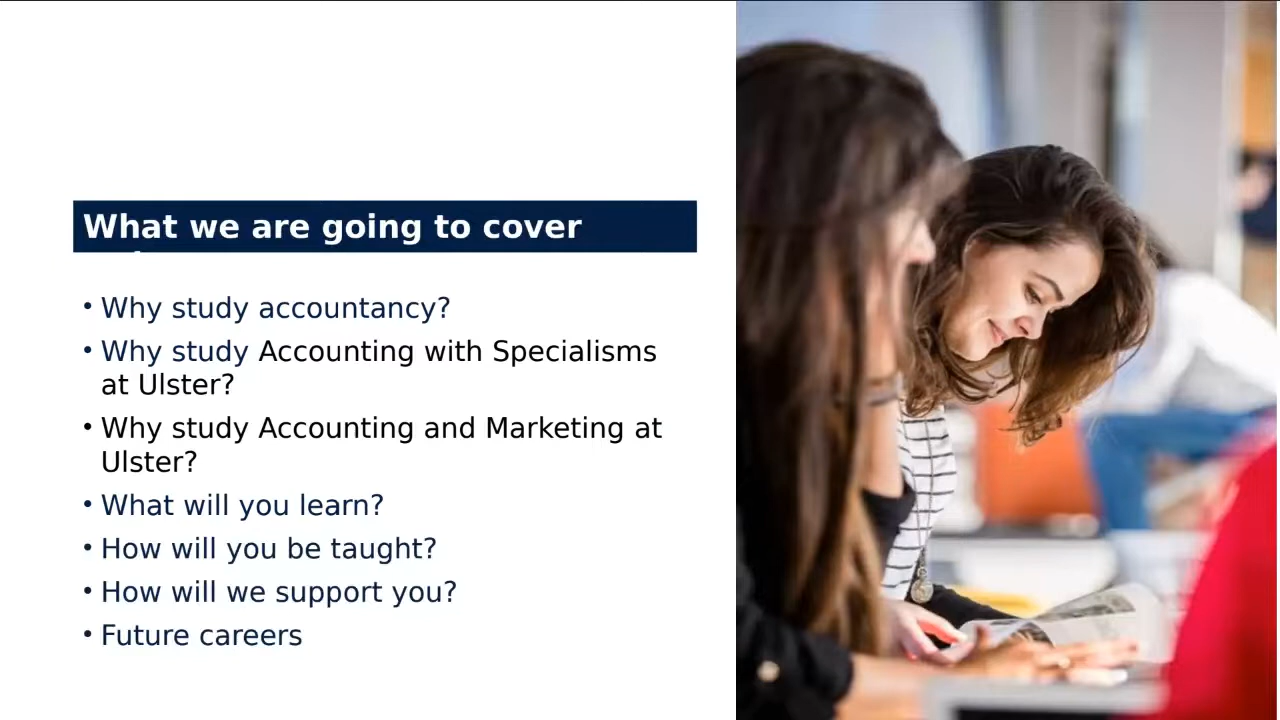 What we are going to cover
• Why study accountancy?
• Why study Accounting with Specialisms
at Ulster?
• Why study Accounting and Marketing at
Ulster?
• What will you learn?
• How will you be taught?
• How will we support you?
• Future careers